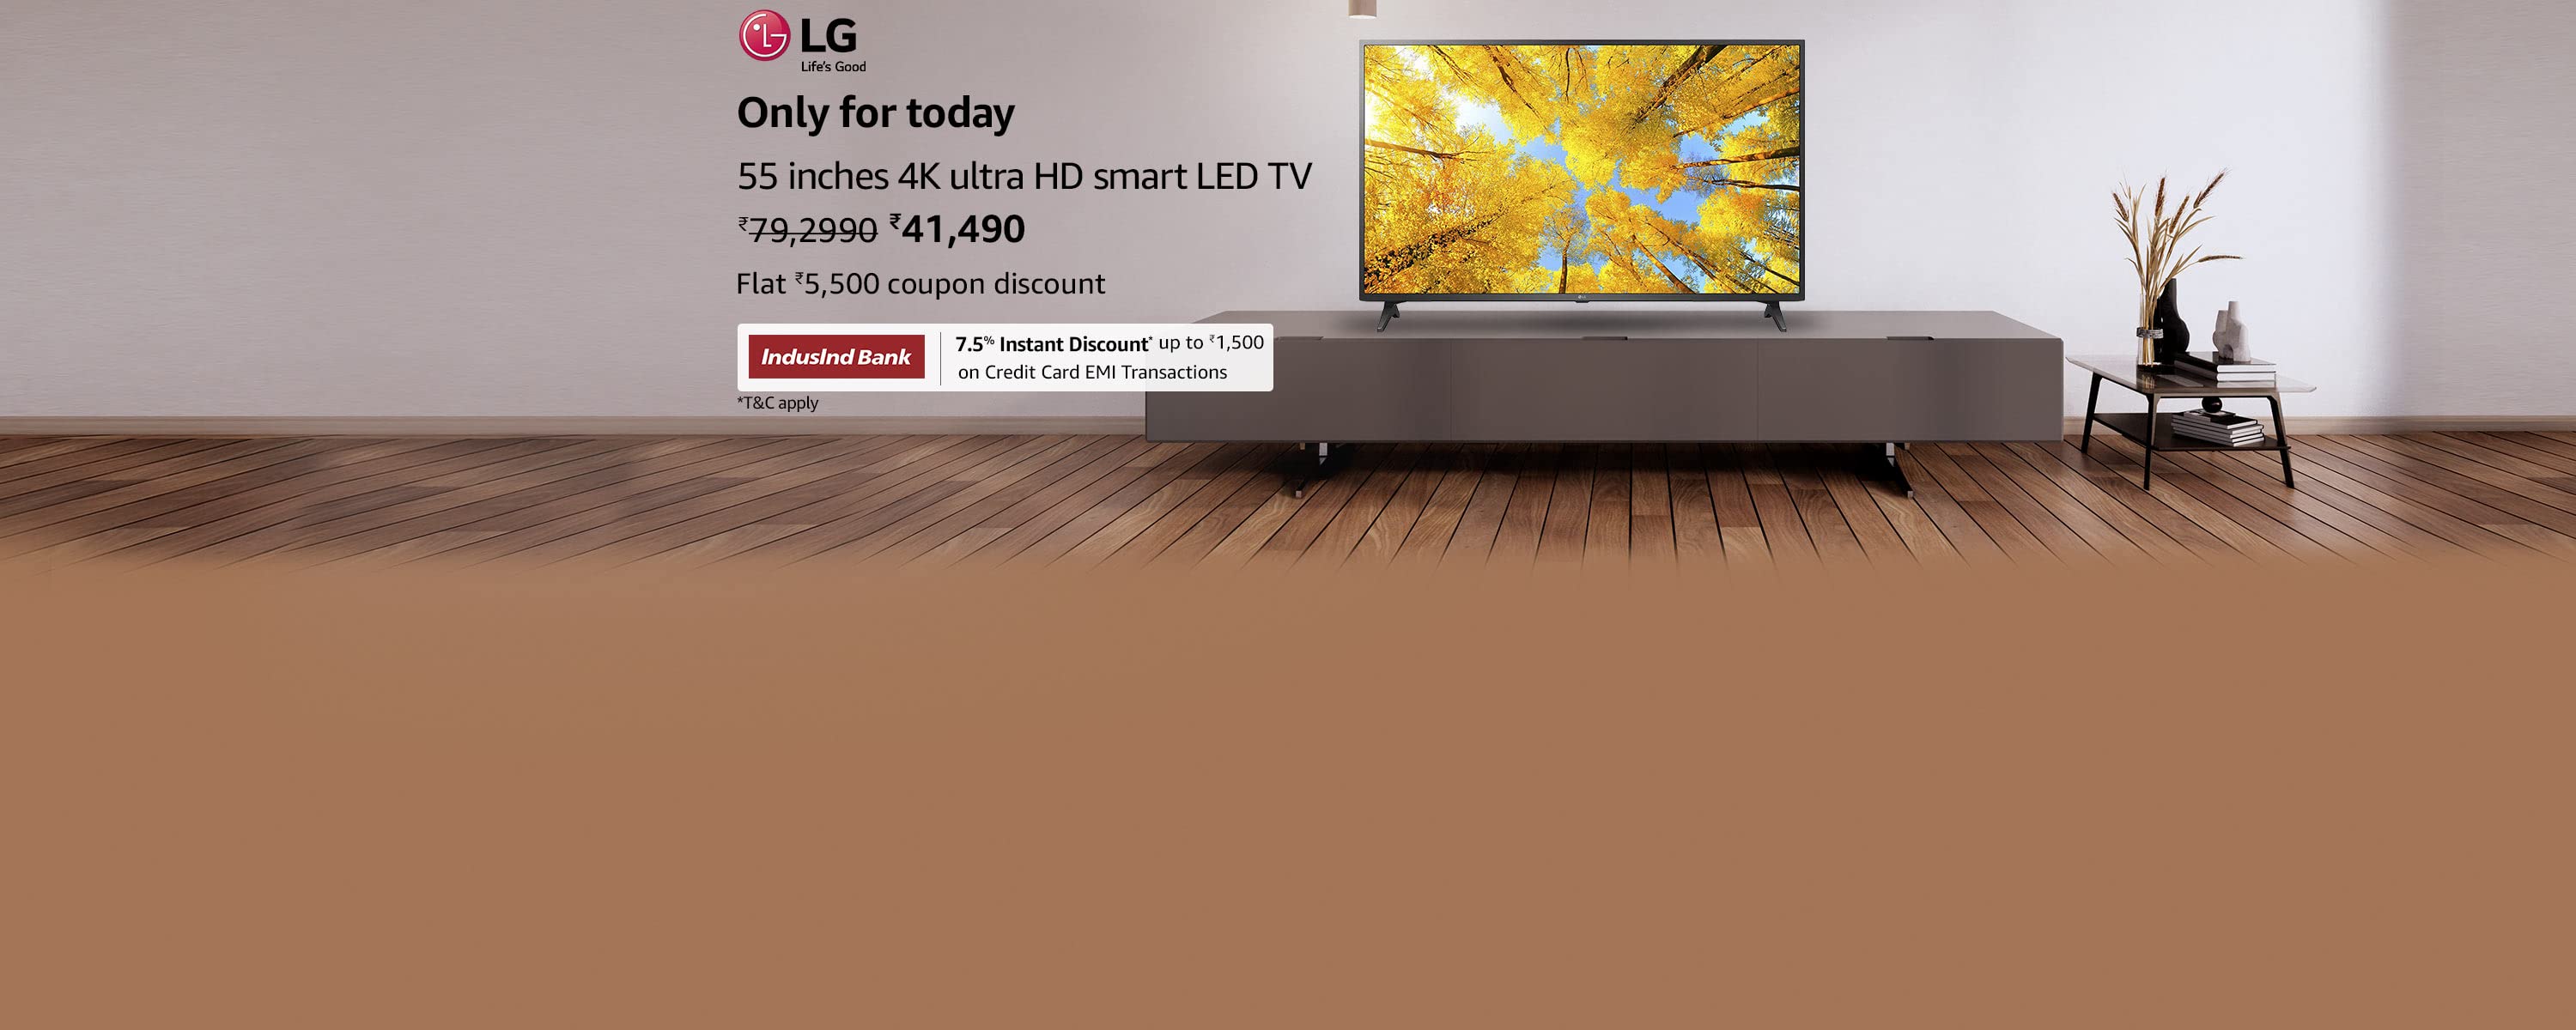 LG
Life's Good
Only for today
55 inches 4K ultra HD smart LED TV
₹79,2990 ₹41,490
Flat ₹5,500 coupon discount
IndusInd Bank
7.5% Instant Discount* up to ₹1,500
on Credit Card EMI Transactions
*T&C apply